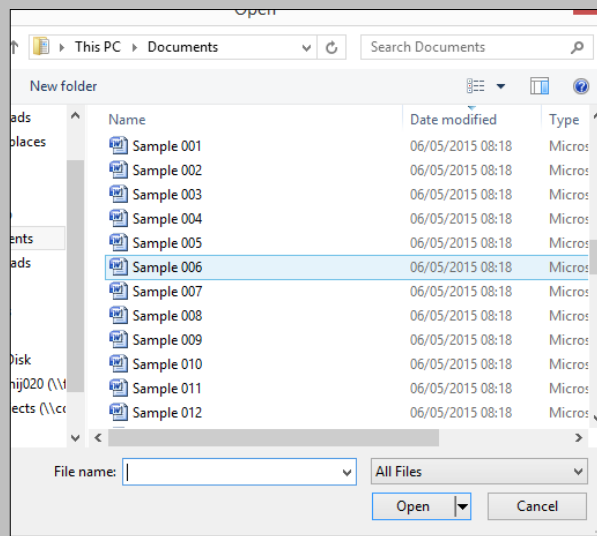 Open
This PC Documents Search Documents
New folder
ads Name Date modified Type
places Sample 001 06/05/2015 08:18 Micros
Sample 002 06/05/2015 08:18 Micros
Sample 003 06/05/2015 08:18 Micros
Sample 004 06/05/2015 08:18 Micros
ents Sample 005 06/05/2015 08:18 Micros
ads Sample 006 06/05/2015 08:18 Micros
Sample 007 06/05/2015 08:18 Micros
Sample 008 06/05/2015 08:18 Micros
Sample 009 06/05/2015 08:18 Micros
Disk Sample 010 06/05/2015 08:18 Micros
nij020 (\\f Sample 011 06/05/2015 08:18 Micros
ects (\\co Sample 012 06/05/2015 08:18 Micros
File name: All Files
Open Cancel